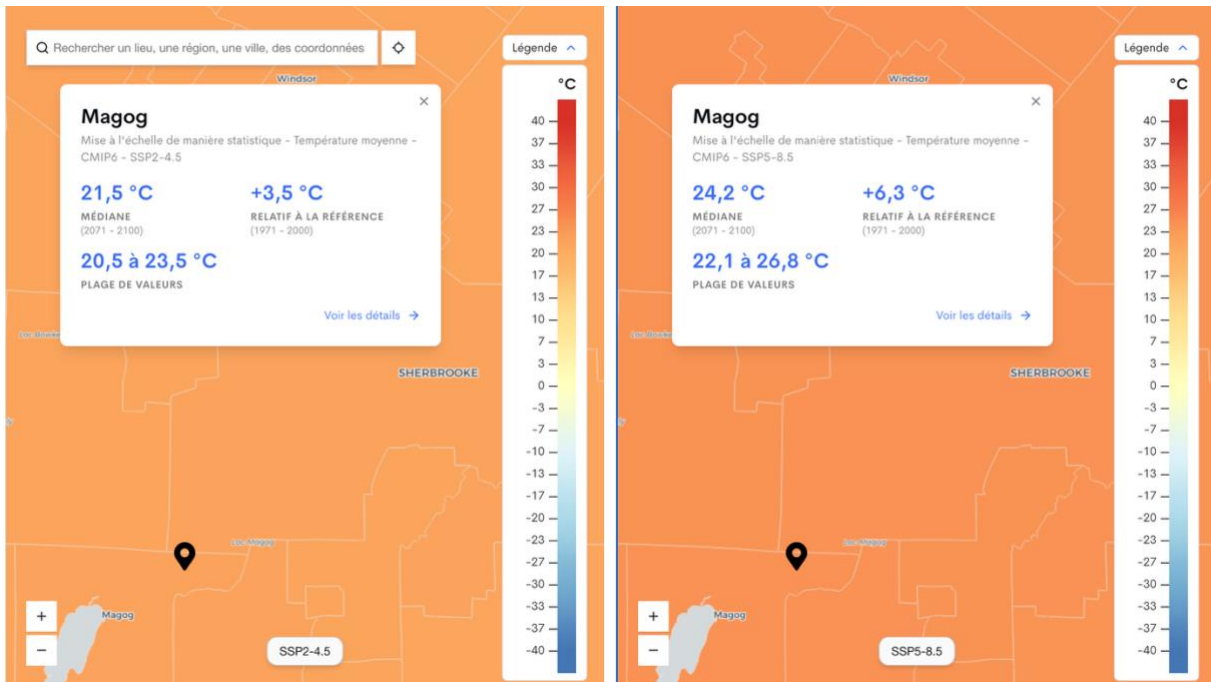 Rechercher un lieu, une région, une ville, des coordonnées
Légende
Windsor
Magog
Mise à l'échelle de manière statistique – Température moyenne –
CMIP6 – SSP2-4.5
21,5 °C
+3,5 °C
MÉDIANE
RELATIF À LA RÉFÉRENCE
(2071 - 2100)
(1971 - 2000)
20,5 à 23,5 °C
PLAGE DE VALEURS
Voir les détails
SHERBROOKE
Lac-Magog
Magog
SSP2-4.5
°C
40
37
33
30
27
23
20
17
13
10
7
3
0
-3
-7
-10
-13
-17
-20
-23
-27
-30
-33
-37
-40
Légende
Windsor
Magog
Mise à l'échelle de manière statistique – Température moyenne –
CMIP6 – SSP5-8.5
24,2 °C
+6,3 °C
MÉDIANE
RELATIF À LA RÉFÉRENCE
(2071 - 2100)
(1971 - 2000)
22,1 à 26,8 °C
PLAGE DE VALEURS
Voir les détails
SHERBROOKE
Lac-Magog
Magog
SSP5-8.5
°C
40
37
33
30
27
23
20
17
13
10
7
3
0
-3
-7
-10
-13
-17
-20
-23
-27
-30
-33
-37
-40